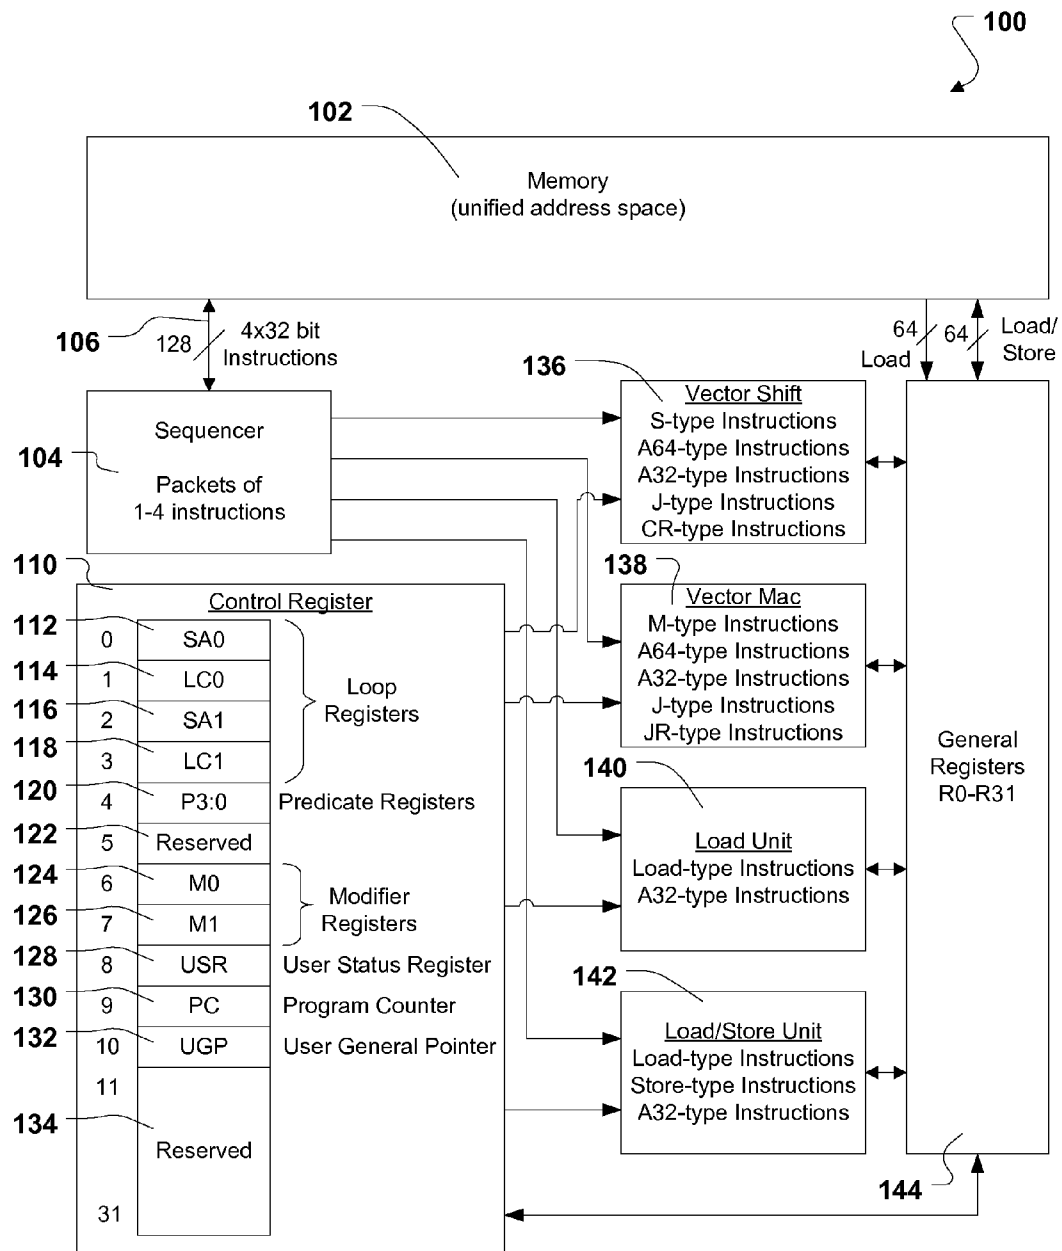 100
102
Memory
(unified address space)
106
128
4x32 bit
Instructions
64
Load
64
Load/
Store
104
Sequencer
Packets of
1-4 instructions
136
Vector Shift
S-type Instructions
A64-type Instructions
A32-type Instructions
J-type Instructions
CR-type Instructions
138
Vector Mac
M-type Instructions
A64-type Instructions
A32-type Instructions
J-type Instructions
JR-type Instructions
140
Load Unit
Load-type Instructions
A32-type Instructions
142
Load/Store Unit
Load-type Instructions
Store-type Instructions
A32-type Instructions
General
Registers
R0-R31
144
110
Control Register
112
0 SA0
114
1 LC0
116
2 SA1
118
3 LC1
Loop
Registers
120
4 P3:0 Predicate Registers
122
5 Reserved
124
6 M0
126
7 M1
Modifier
Registers
128
8 USR User Status Register
130
9 PC Program Counter
132
10 UGP User General Pointer
11
134
Reserved
31